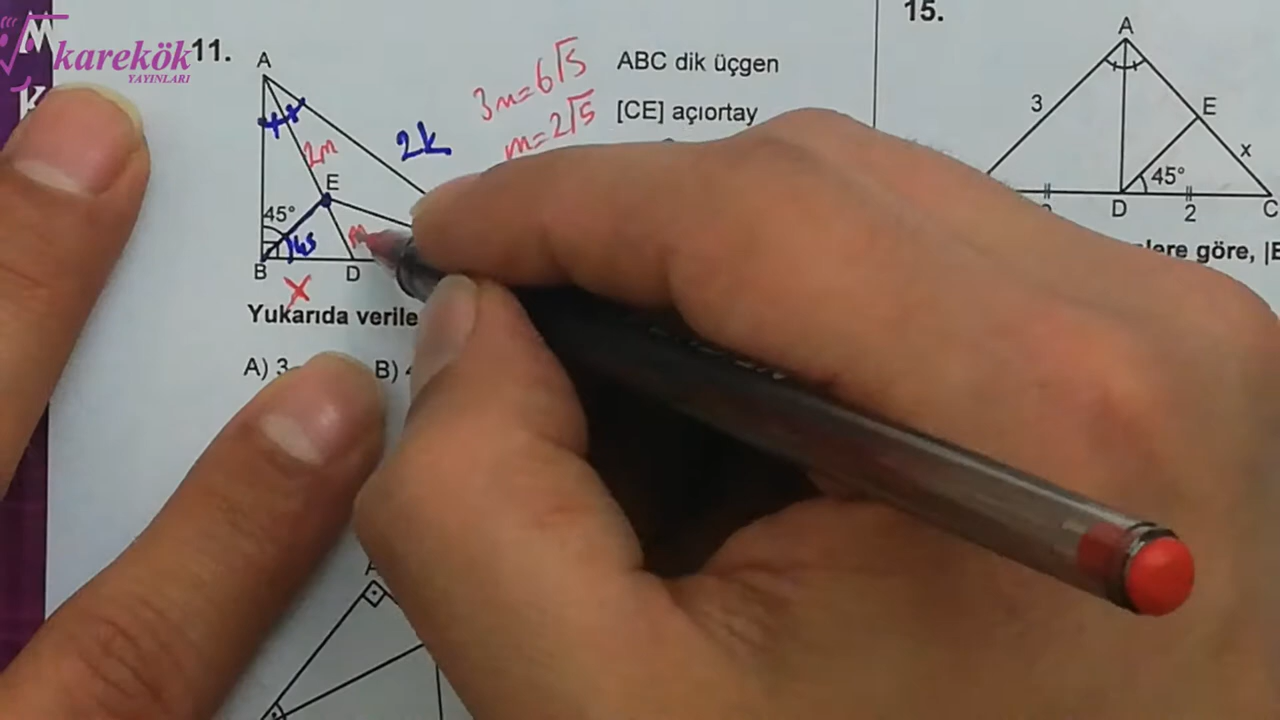 M
K
karekök
YAYINLARI
11.
A
ABC dik üçgen
[CE] açıortay
3m=6√5
m=2√5
2m
2k
E
45°
45
m
B
D
x
Yukarıda verile
A) 3
B)
15.
A
3
E
x
45°
D
2
C
lere göre, |E
A